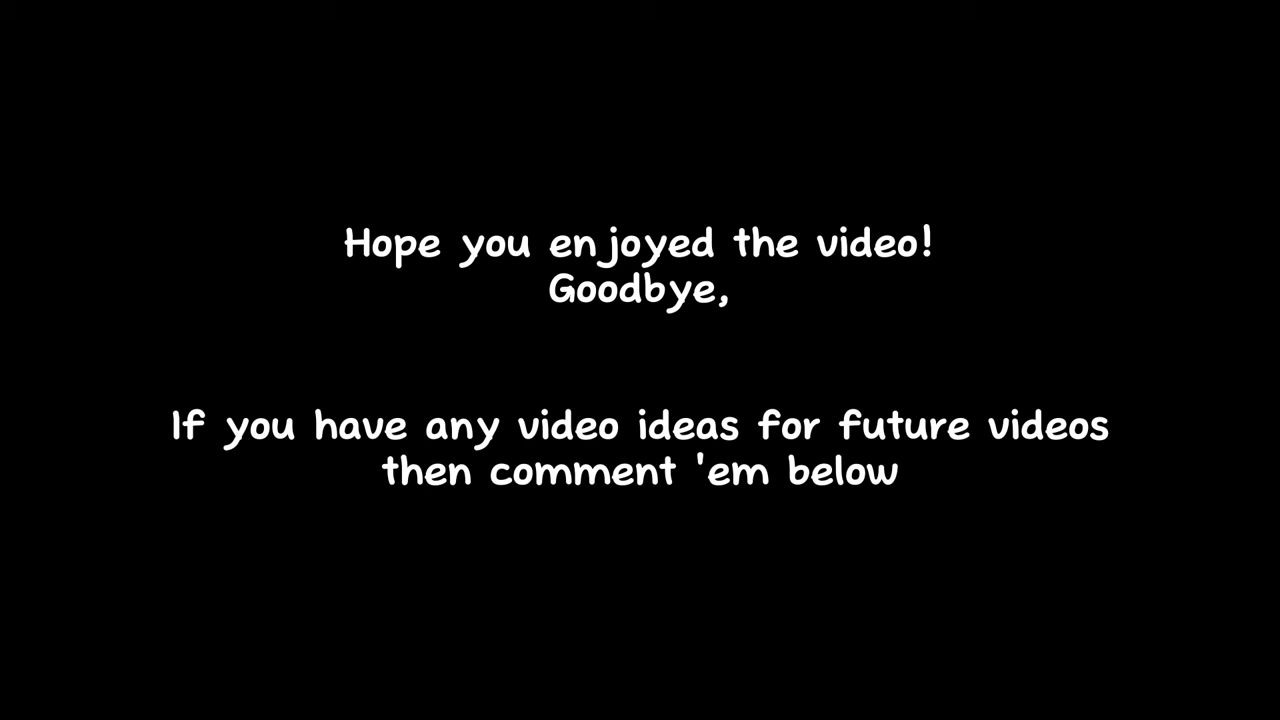 Hope you enjoyed the video!
Goodbye,
If you have any video ideas for future videos
then comment 'em below